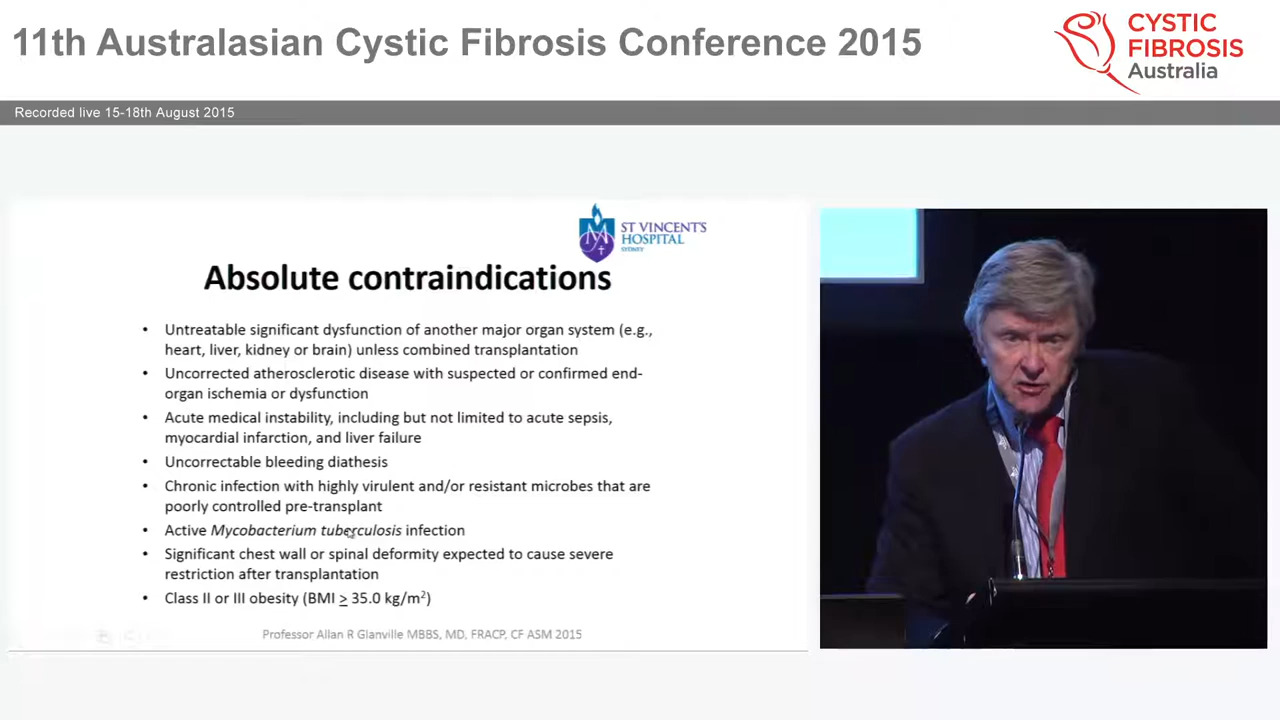 11th Australasian Cystic Fibrosis Conference 2015
CYSTIC
FIBROSIS
Australia
Recorded live 15-18th August 2015
ST VINCENT'S
HOSPITAL
SYDNEY
Absolute contraindications
• Untreatable significant dysfunction of another major organ system (e.g.,
heart, liver, kidney or brain) unless combined transplantation
• Uncorrected atherosclerotic disease with suspected or confirmed end-
organ ischemia or dysfunction
• Acute medical instability, including but not limited to acute sepsis,
myocardial infarction, and liver failure
• Uncorrectable bleeding diathesis
• Chronic infection with highly virulent and/or resistant microbes that are
poorly controlled pre-transplant
• Active Mycobacterium tuberculosis infection
• Significant chest wall or spinal deformity expected to cause severe
restriction after transplantation
• Class II or III obesity (BMI ≥ 35.0 kg/m²)
Professor Allan R Glanville MBBS, MD, FRACP, CF ASM 2015